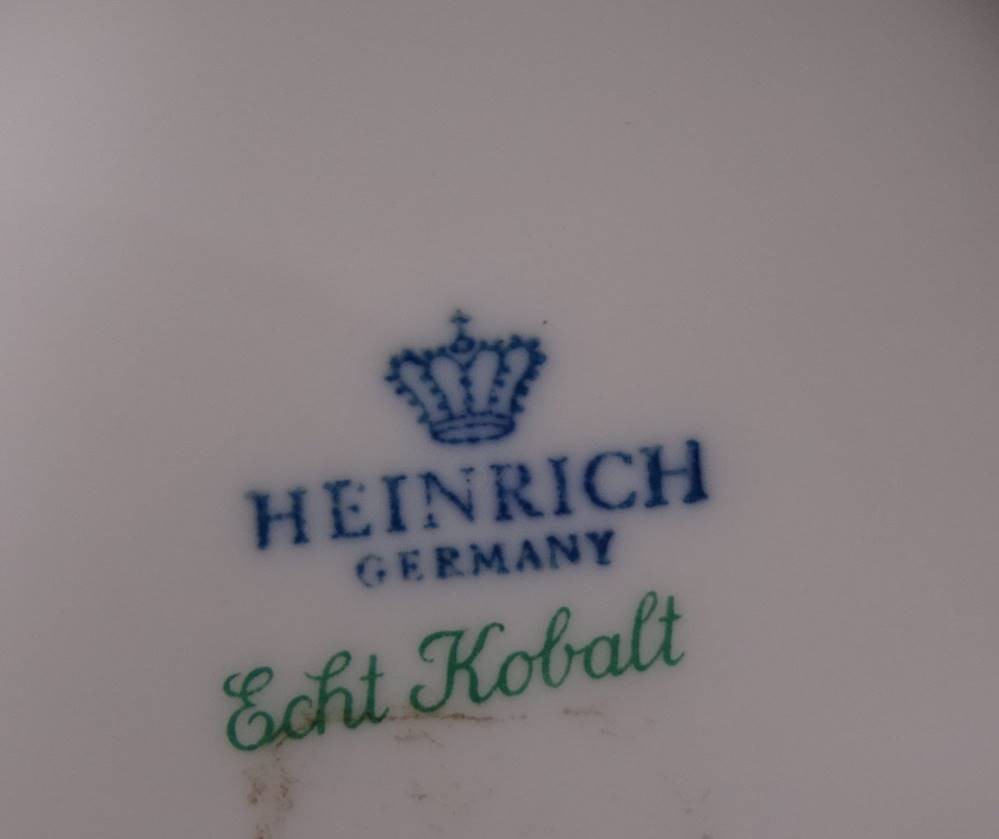 HEINRICH
GERMANY
Echt Kobalt